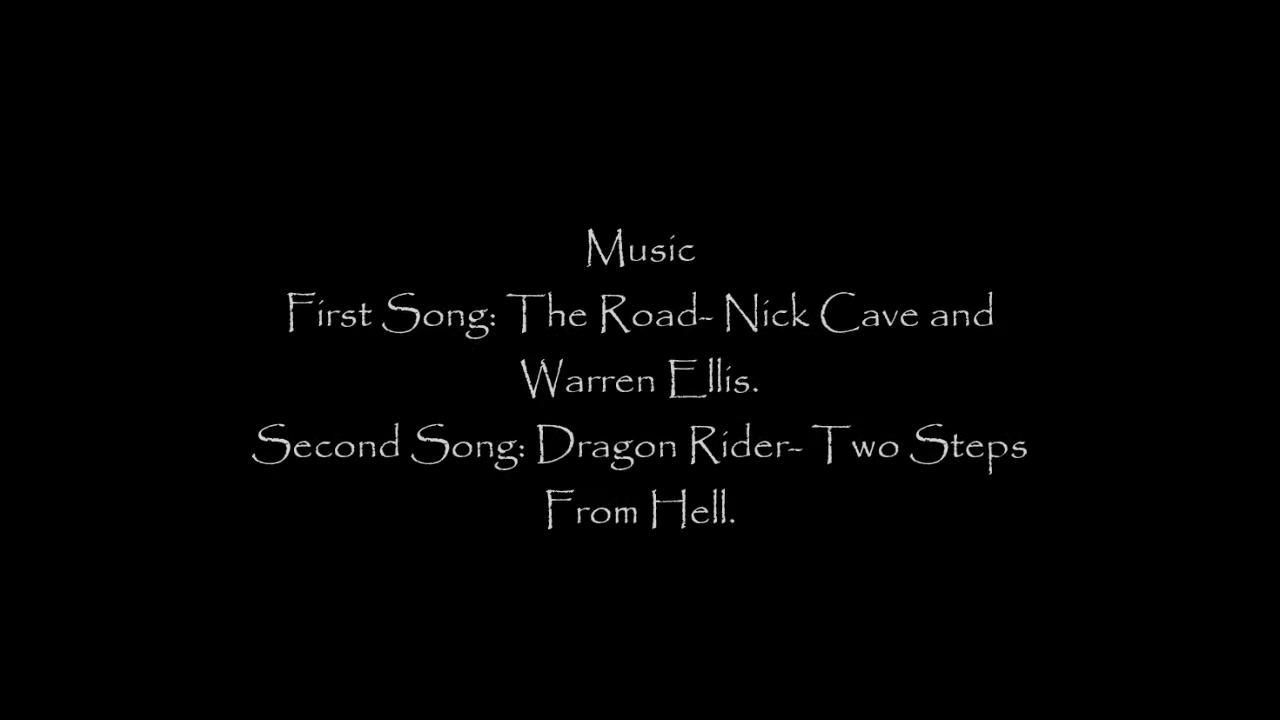 Music
First Song: The Road- Nick Cave and
Warren Ellis.
Second Song: Dragon Rider- Two Steps
From Hell.